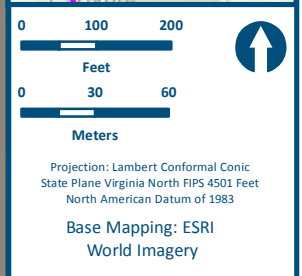 0 100 200
Feet
0 30 60
Meters
Projection: Lambert Conformal Conic
State Plane Virginia North FIPS 4501 Feet
North American Datum of 1983
Base Mapping: ESRI
World Imagery